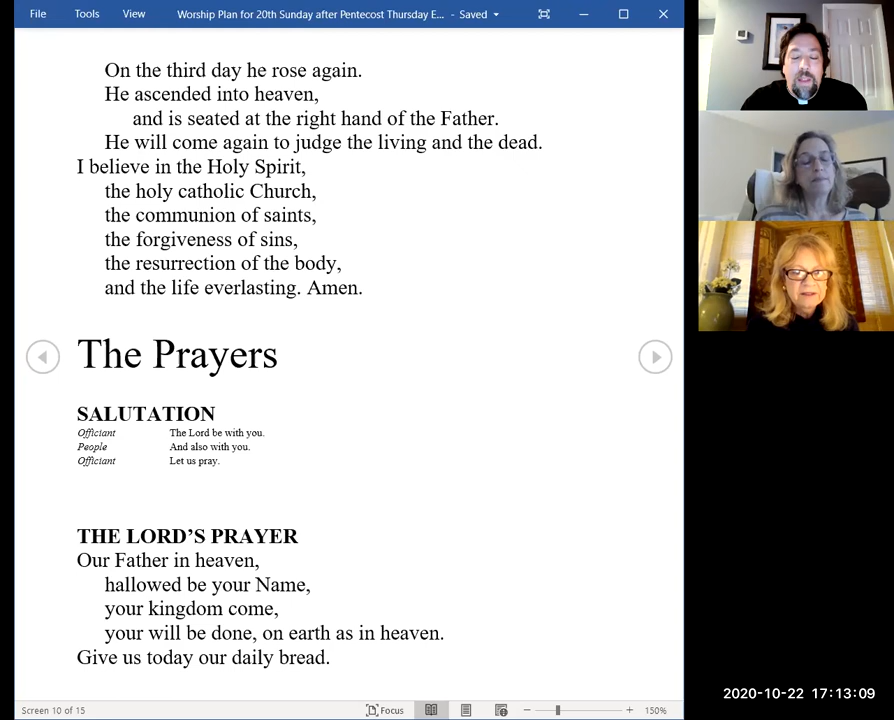 File Tools View Worship Plan for 20th Sunday after Pentecost Thursday E... - Saved
On the third day he rose again.
He ascended into heaven,
and is seated at the right hand of the Father.
He will come again to judge the living and the dead.
I believe in the Holy Spirit,
the holy catholic Church,
the communion of saints,
the forgiveness of sins,
the resurrection of the body,
and the life everlasting. Amen.
The Prayers
SALUTATION
Officiant The Lord be with you.
People And also with you.
Officiant Let us pray.
THE LORD’S PRAYER
Our Father in heaven,
hallowed be your Name,
your kingdom come,
your will be done, on earth as in heaven.
Give us today our daily bread.
Screen 10 of 15 Focus 150%
2020-10-22 17:13:09